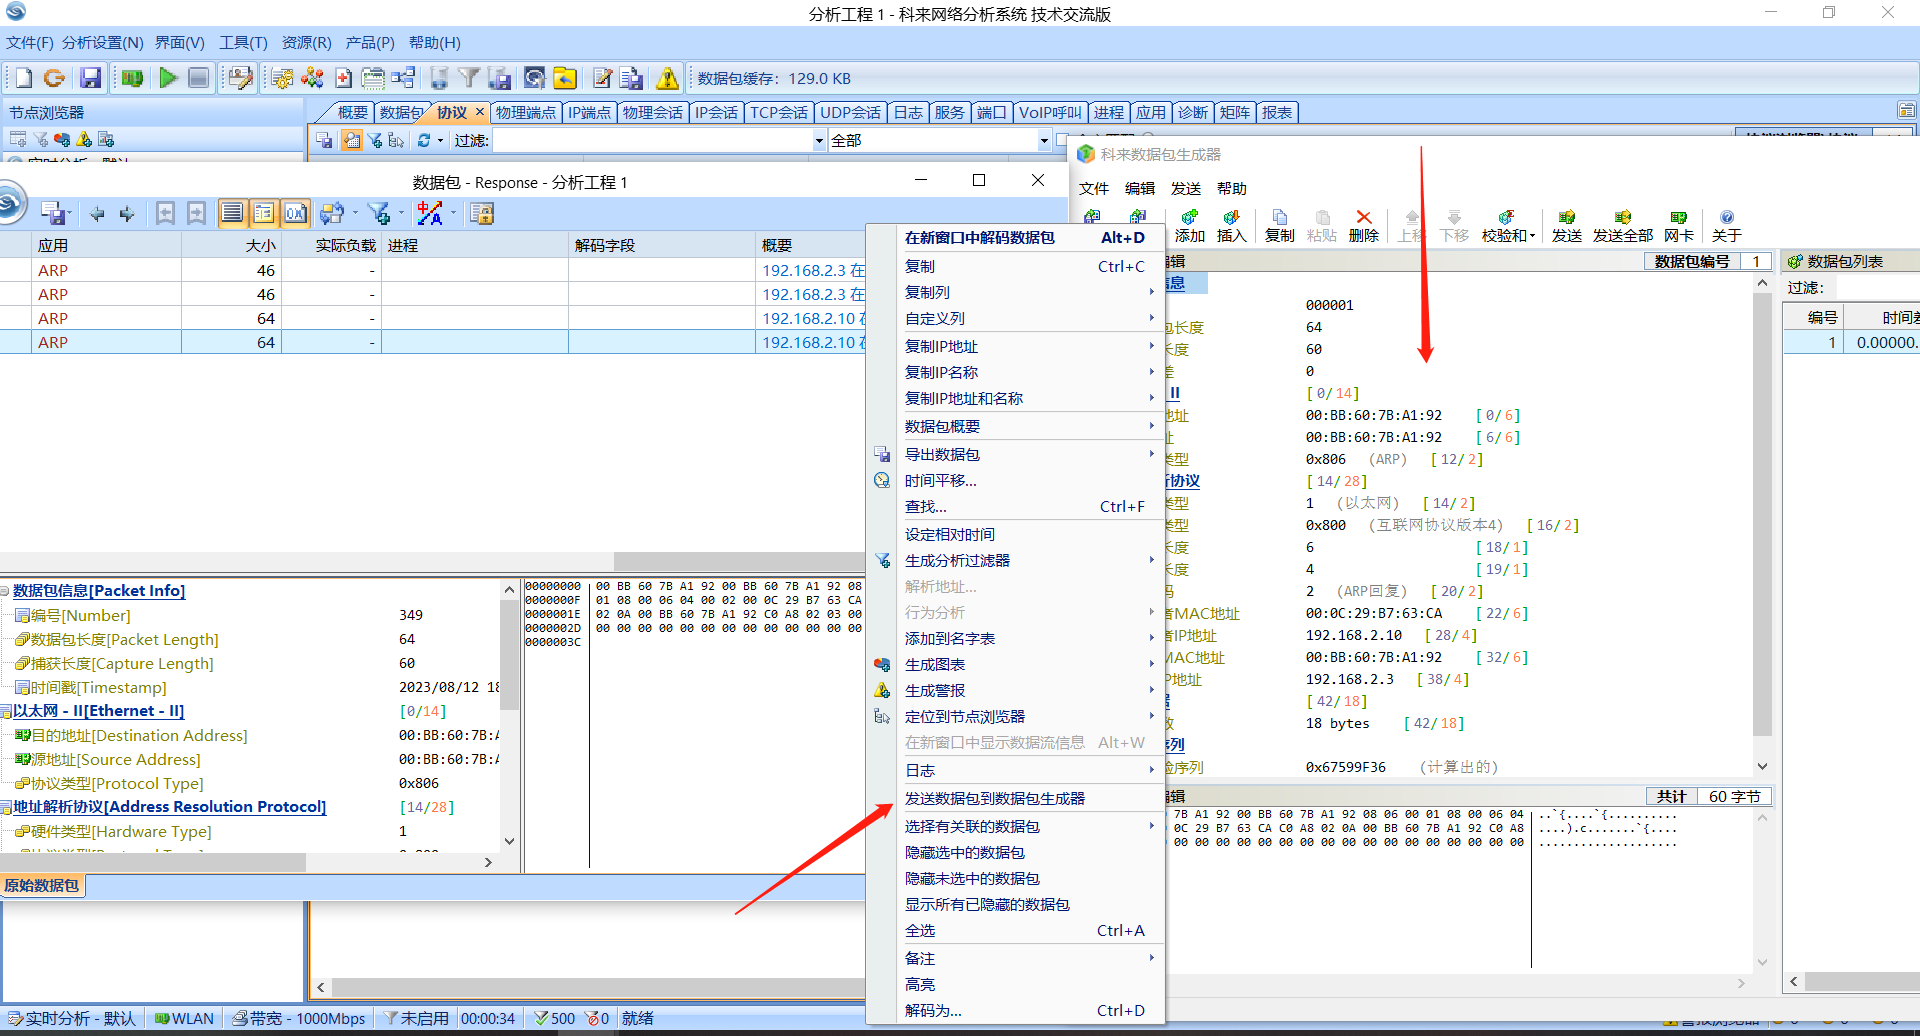 分析工程 1 - 科来网络分析系统 技术交流版
文件(F) 分析设置(N) 界面(V) 工具(T) 资源(R) 产品(P) 帮助(H)
数据包缓存: 129.0 KB
节点浏览器
概要 数据包 协议 × 物理端点 IP端点 物理会话 IP会话 TCP会话 UDP会话 日志 服务 端口 VoIP呼叫 进程 应用 诊断 矩阵 报表
过滤: 全部
数据包 - Response - 分析工程 1
应用 大小 实际负载 进程 解码字段 概要
ARP 46 - 192.168.2.3 在
ARP 46 - 192.168.2.3 在
ARP 64 - 192.168.2.10 在
ARP 64 - 192.168.2.10 在
数据包信息[Packet Info]
编号[Number] 349
数据包长度[Packet Length] 64
捕获长度[Capture Length] 60
时间戳[Timestamp] 2023/08/12 18
以太网 - II[Ethernet - II] [0/14]
目的地址[Destination Address] 00:BB:60:7B:A
源地址[Source Address] 00:BB:60:7B:A
协议类型[Protocol Type] 0x806
地址解析协议[Address Resolution Protocol] [14/28]
硬件类型[Hardware Type] 1
00000000 00 BB 60 7B A1 92 00 BB 60 7B A1 92 08
0000000F 01 08 00 06 04 00 02 00 0C 29 B7 63 CA
0000001E 02 0A 00 BB 60 7B A1 92 C0 A8 02 03 00
0000002D 00 00 00 00 00 00 00 00 00 00 00 00 00
0000003C
原始数据包
在新窗口中解码数据包 Alt+D
复制 Ctrl+C
复制列
自定义列
复制IP地址
复制IP名称
复制IP地址和名称
数据包概要
导出数据包
时间平移...
查找... Ctrl+F
设定相对时间
生成分析过滤器
解析地址...
行为分析
添加到名字表
生成图表
生成警报
定位到节点浏览器
在新窗口中显示数据流信息 Alt+W
日志
发送数据包到数据包生成器
选择有关联的数据包
隐藏选中的数据包
隐藏未选中的数据包
显示所有已隐藏的数据包
全选 Ctrl+A
备注
高亮
解码为... Ctrl+D
科来数据包生成器
文件 编辑 发送 帮助
添加 插入 复制 粘贴 删除 上移 下移 校验和 发送 发送全部 网卡 关于
编辑 数据包编号 1
信息
000001
包长度 64
长度 60
差 0
II [0/14]
地址 00:BB:60:7B:A1:92 [0/6]
址 00:BB:60:7B:A1:92 [6/6]
类型 0x806 (ARP) [12/2]
析协议 [14/28]
类型 1 (以太网) [14/2]
类型 0x800 (互联网协议版本4) [16/2]
长度 6 [18/1]
长度 4 [19/1]
码 2 (ARP回复) [20/2]
者MAC地址 00:0C:29:B7:63:CA [22/6]
者IP地址 192.168.2.10 [28/4]
MAC地址 00:BB:60:7B:A1:92 [32/6]
IP地址 192.168.2.3 [38/4]
[42/18]
数 18 bytes [42/18]
序列
验序列 0x67599F36 (计算出的)
编辑 共计 60 字节
7B A1 92 00 BB 60 7B A1 92 08 06 00 01 08 00 06 04 ..`{....`{..........
0C 29 B7 63 CA C0 A8 02 0A 00 BB 60 7B A1 92 C0 A8 ....).c.......`{....
00 00 00 00 00 00 00 00 00 00 00 00 00 00 00 00 00 ....................
数据包列表
过滤:
编号 时间差
1 0.00000.
实时分析 - 默认 WLAN 带宽 - 1000Mbps 未启用 00:00:34 500 0 就绪